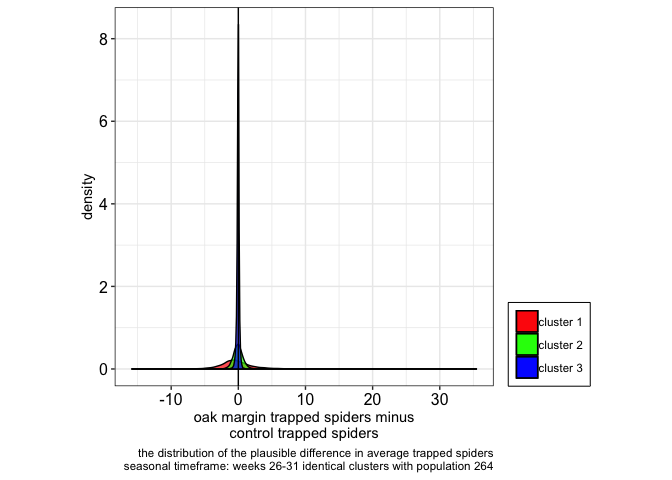 8
6
4
2
0
density
-10 0 10 20 30
oak margin trapped spiders minus
control trapped spiders
cluster 1
cluster 2
cluster 3
the distribution of the plausible difference in average trapped spiders
seasonal timeframe: weeks 26-31 identical clusters with population 264